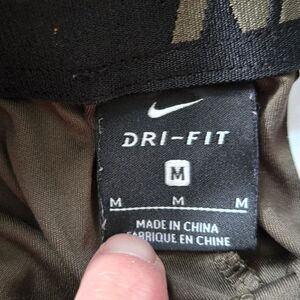 DRI-FIT
M
M M M
MADE IN CHINA
FABRIQUE EN CHINE